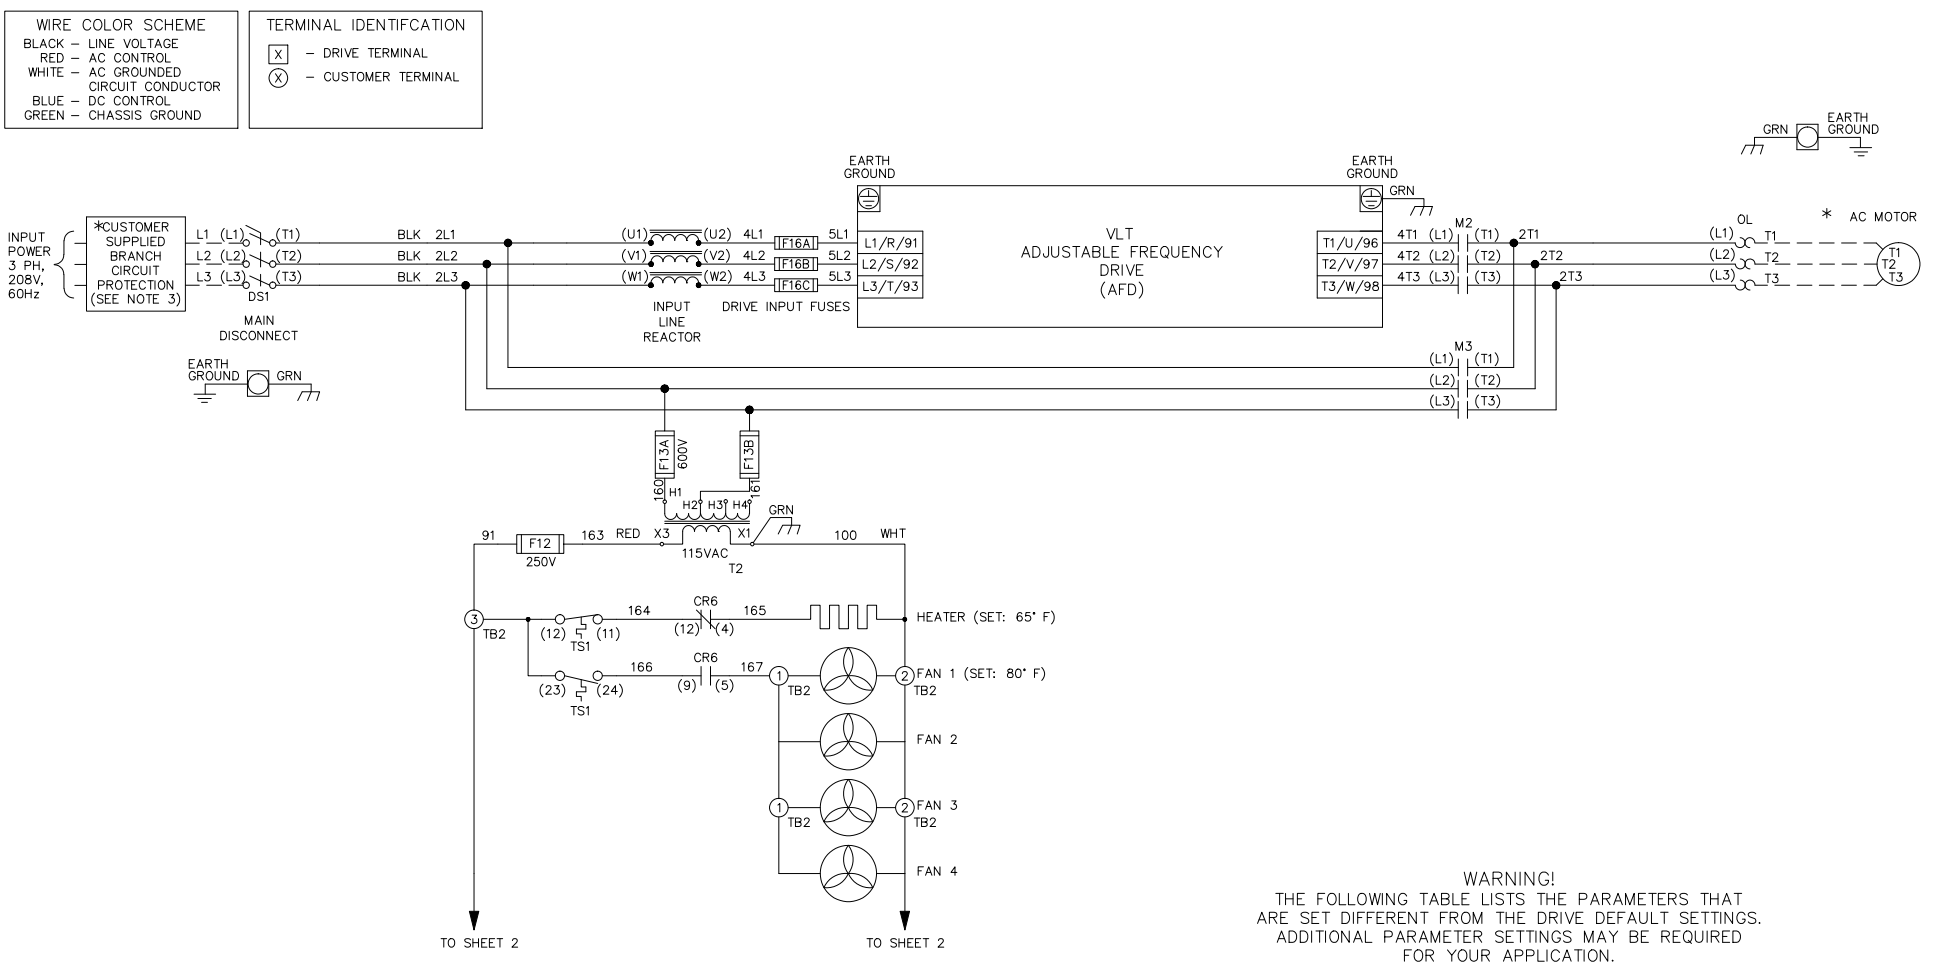 WIRE COLOR SCHEME
BLACK – LINE VOLTAGE
RED – AC CONTROL
WHITE – AC GROUNDED
CIRCUIT CONDUCTOR
BLUE – DC CONTROL
GREEN – CHASSIS GROUND
TERMINAL IDENTIFCATION
X – DRIVE TERMINAL
X – CUSTOMER TERMINAL
GRN
EARTH
GROUND
INPUT
POWER
3 PH,
208V,
60Hz
*CUSTOMER
SUPPLIED
BRANCH
CIRCUIT
PROTECTION
(SEE NOTE 3)
L1 (L1) (T1) BLK 2L1 (U1) (U2) 4L1 F16A 5L1 L1/R/91
L2 (L2) (T2) BLK 2L2 (V1) (V2) 4L2 F16B 5L2 L2/S/92
L3 (L3) (T3) BLK 2L3 (W1) (W2) 4L3 F16C 5L3 L3/T/93
DS1
MAIN
DISCONNECT
INPUT
LINE
REACTOR
DRIVE INPUT FUSES
EARTH
GROUND
VLT
ADJUSTABLE FREQUENCY
DRIVE
(AFD)
EARTH
GROUND
GRN
M2
T1/U/96 4T1 (L1) (T1) 2T1
T2/V/97 4T2 (L2) (T2) 2T2
T3/W/98 4T3 (L3) (T3) 2T3
OL
(L1) T1
(L2) T2
(L3) T3
* AC MOTOR
T1
T2
T3
EARTH
GROUND
GRN
M3
(L1) (T1)
(L2) (T2)
(L3) (T3)
F13A
600V
F13B
160
161
H1
H2 H3 H4
GRN
91 F12 163 RED X3 X1 100 WHT
250V
115VAC
T2
3
TB2
(12) (11)
TS1
164
CR6
(12) (4)
165
HEATER (SET: 65° F)
(23) (24)
TS1
166
CR6
(9) (5)
167
1
TB2
2
TB2
FAN 1 (SET: 80° F)
FAN 2
1
TB2
2
TB2
FAN 3
FAN 4
TO SHEET 2
TO SHEET 2
WARNING!
THE FOLLOWING TABLE LISTS THE PARAMETERS THAT
ARE SET DIFFERENT FROM THE DRIVE DEFAULT SETTINGS.
ADDITIONAL PARAMETER SETTINGS MAY BE REQUIRED
FOR YOUR APPLICATION.